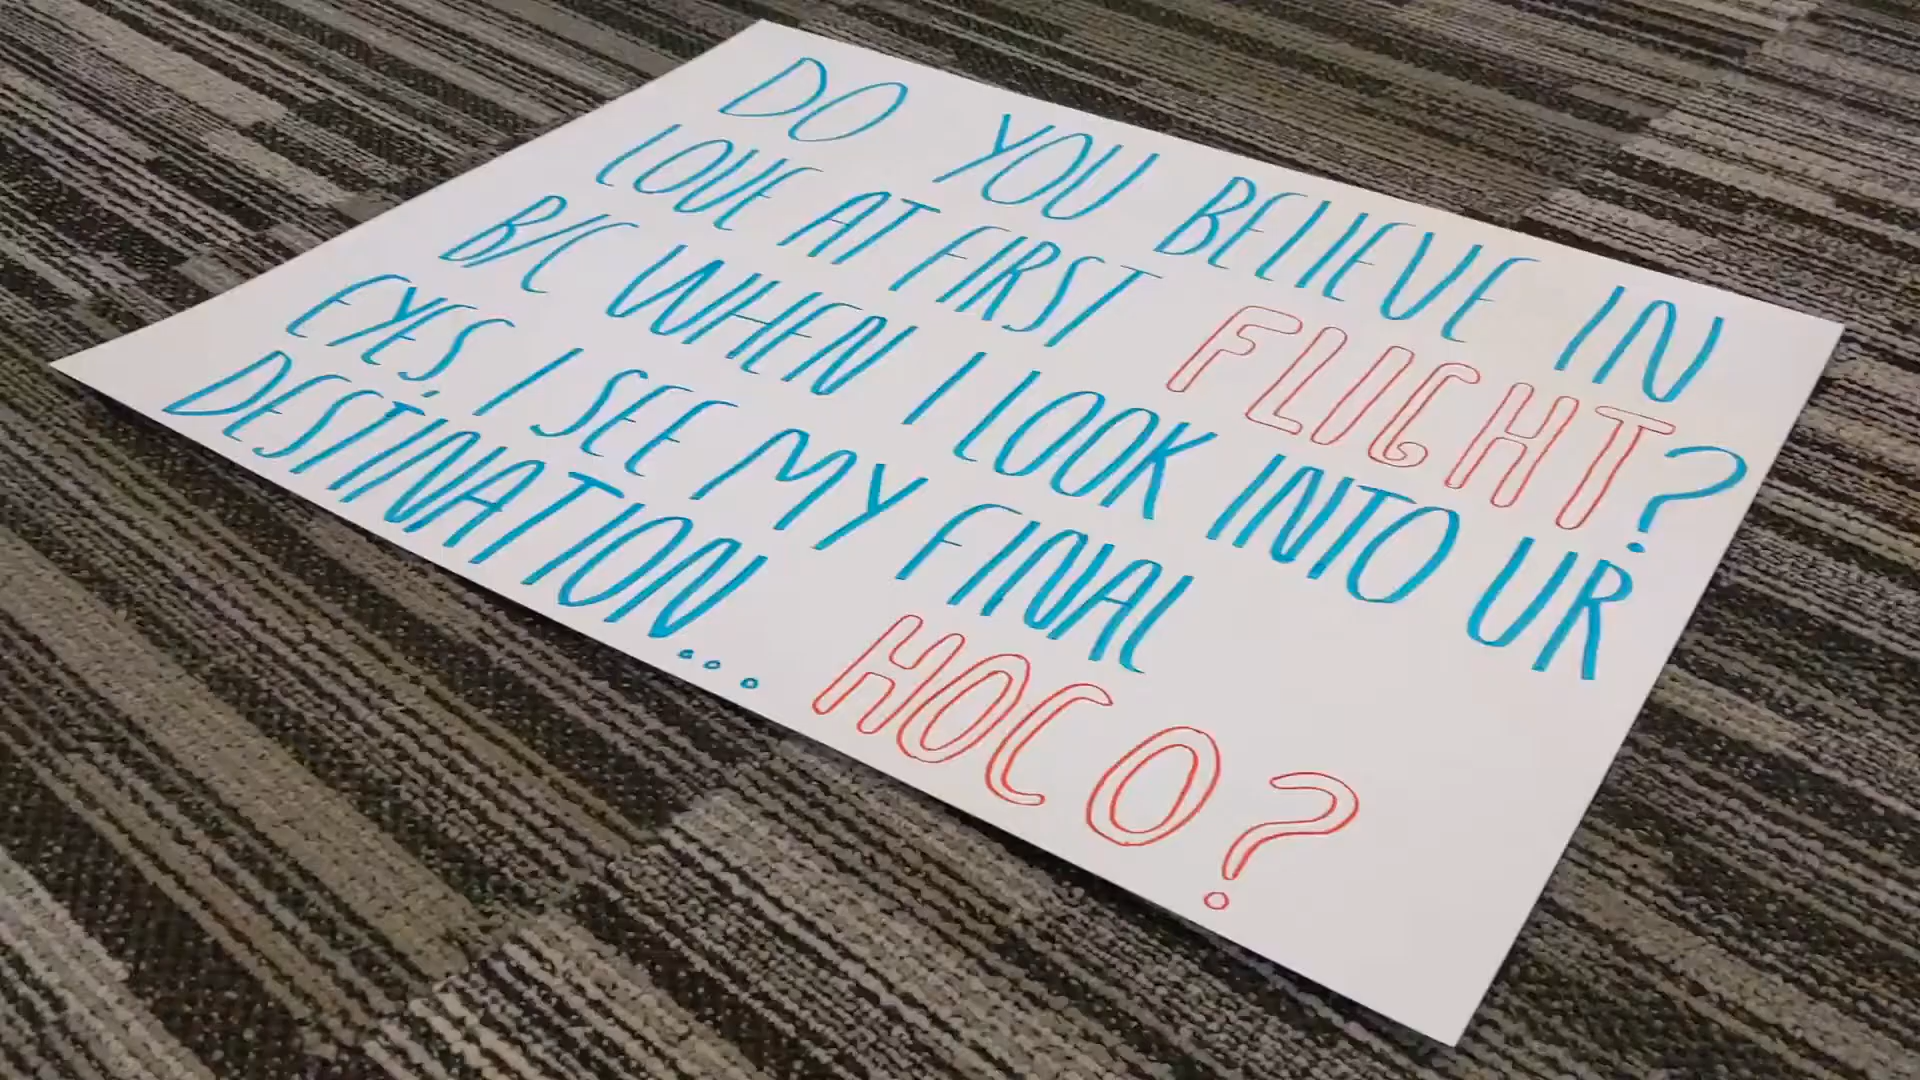 DO YOU BELIEVE IN
LOVE AT FIRST FLIGHT?
B/C WHEN I LOOK INTO UR
EYES, I SEE MY FINAL
DESTINATION... HOCO?